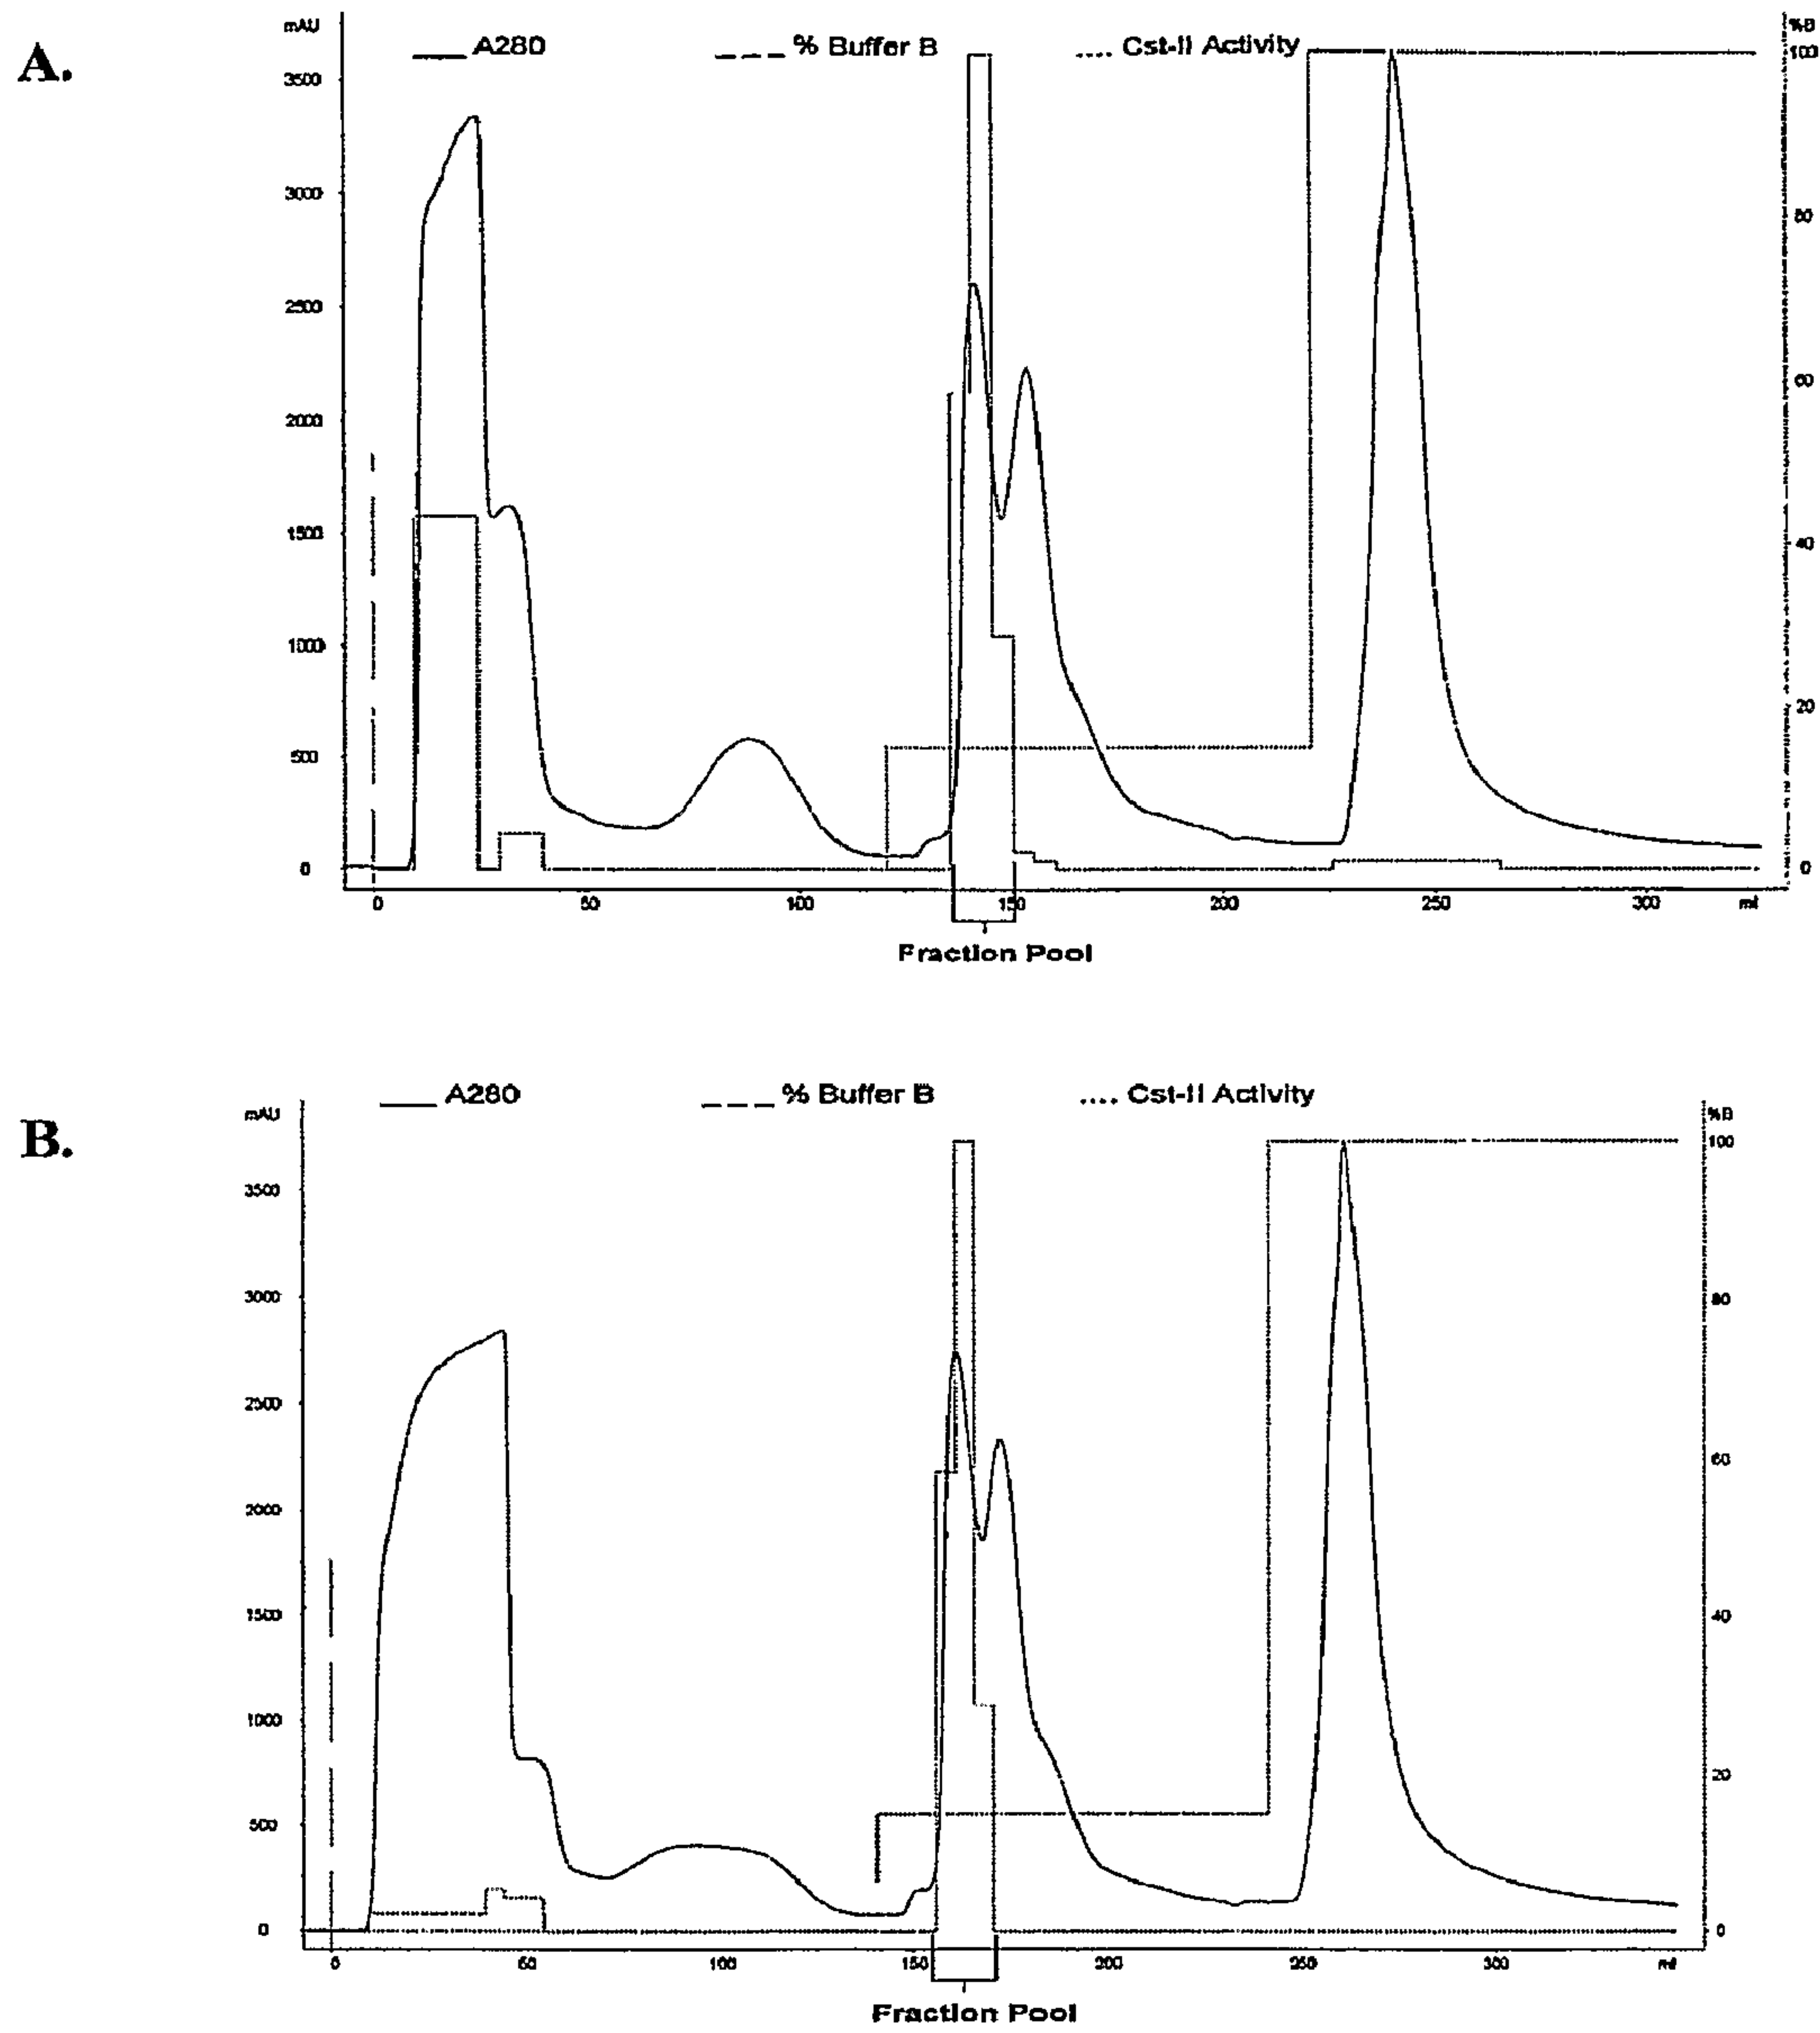 A.
mAU
A280
% Buffer B
Cst-II Activity
%B
100
3500
3000
80
2500
60
2000
1500
40
1000
20
500
0
0
0
50
100
150
200
250
300
ml
Fraction Pool
B.
mAU
A280
% Buffer B
Cst-II Activity
%B
100
3500
3000
80
2500
60
2000
1500
40
1000
20
500
0
0
0
50
100
150
200
250
300
ml
Fraction Pool